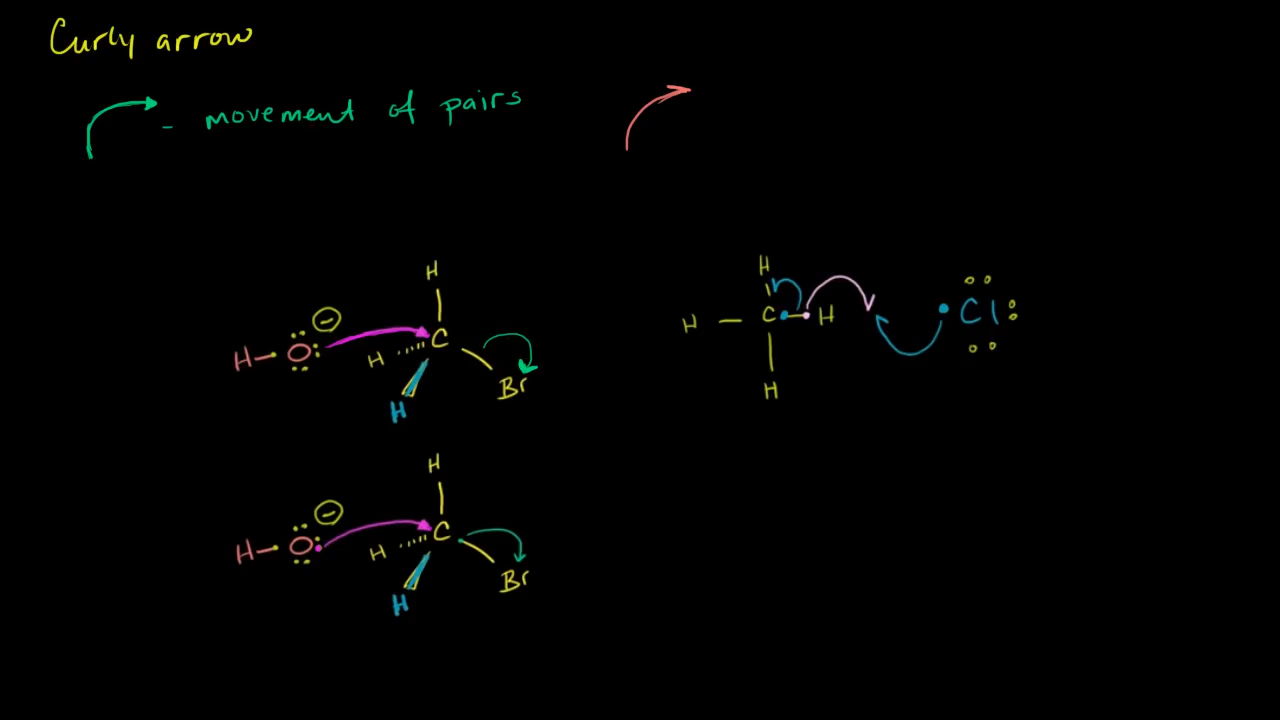 Curly arrow
- movement of pairs
H
H-O:
⊖
C
H
H
Br
H
H - C - H
Cl
H
H
H-O:
⊖
C
H
H
Br